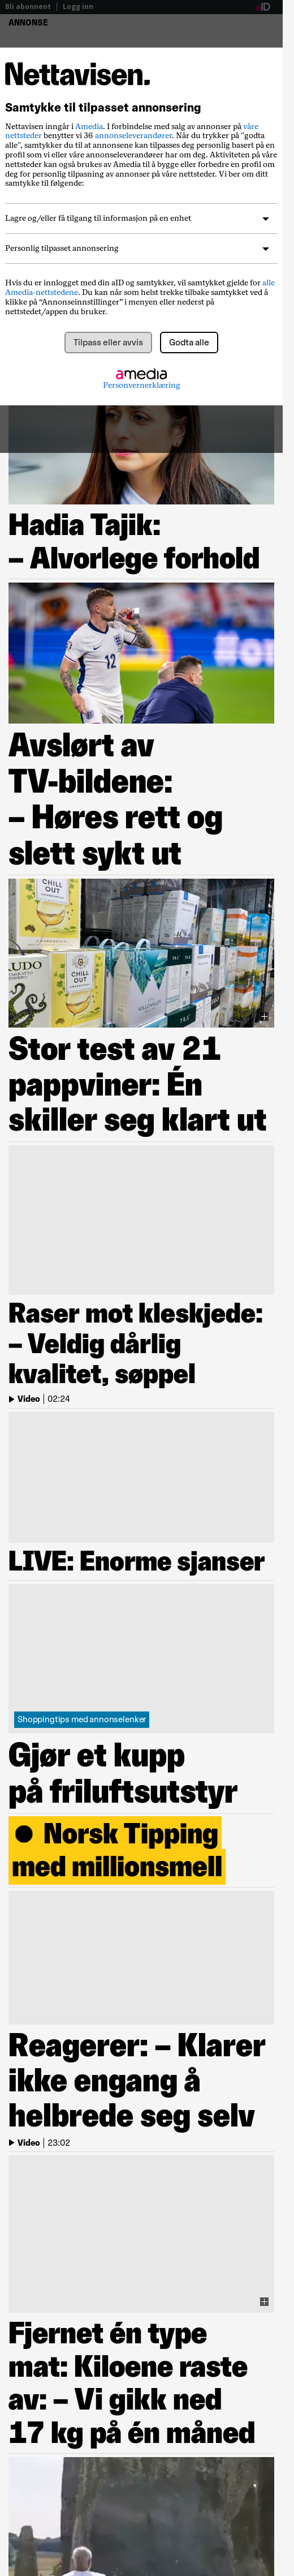 Bli abonnent | Logg inn
aID
ANNONSE
Nettavisen.
Samtykke til tilpasset annonsering
Nettavisen inngår i Amedia. I forbindelse med salg av annonser på våre
nettsteder benytter vi 36 annonseleverandører. Når du trykker på "godta
alle", samtykker du til at annonsene kan tilpasses deg personlig basert på en
profil som vi eller våre annonseleverandører har om deg. Aktiviteten på våre
nettsteder kan også brukes av Amedia til å bygge eller forbedre en profil om
deg for personlig tilpasning av annonser på våre nettsteder. Vi ber om ditt
samtykke til følgende:
Lagre og/eller få tilgang til informasjon på en enhet
Personlig tilpasset annonsering
Hvis du er innlogget med din aID og samtykker, vil samtykket gjelde for alle
Amedia-nettstedene. Du kan når som helst trekke tilbake samtykket ved å
klikke på “Annonseinnstillinger” i menyen eller nederst på
nettstedet/appen du bruker.
Tilpass eller avvis
Godta alle
amedia
Personvernerklæring
Hadia Tajik:
– Alvorlege forhold
12
Avslørt av
TV-bildene:
– Høres rett og
slett sykt ut
CHILL
OUT
CHILL
OUT
Stor test av 21
pappviner: Én
skiller seg klart ut
Raser mot kleskjede:
– Veldig dårlig
kvalitet, søppel
Video | 02:24
LIVE: Enorme sjanser
Shoppingtips med annonselenker
Gjør et kupp
på friluftsutstyr
Norsk Tipping
med millionsmell
Reagerer: – Klarer
ikke engang å
helbrede seg selv
Video | 23:02
Fjernet én type
mat: Kiloene raste
av: – Vi gikk ned
17 kg på én måned